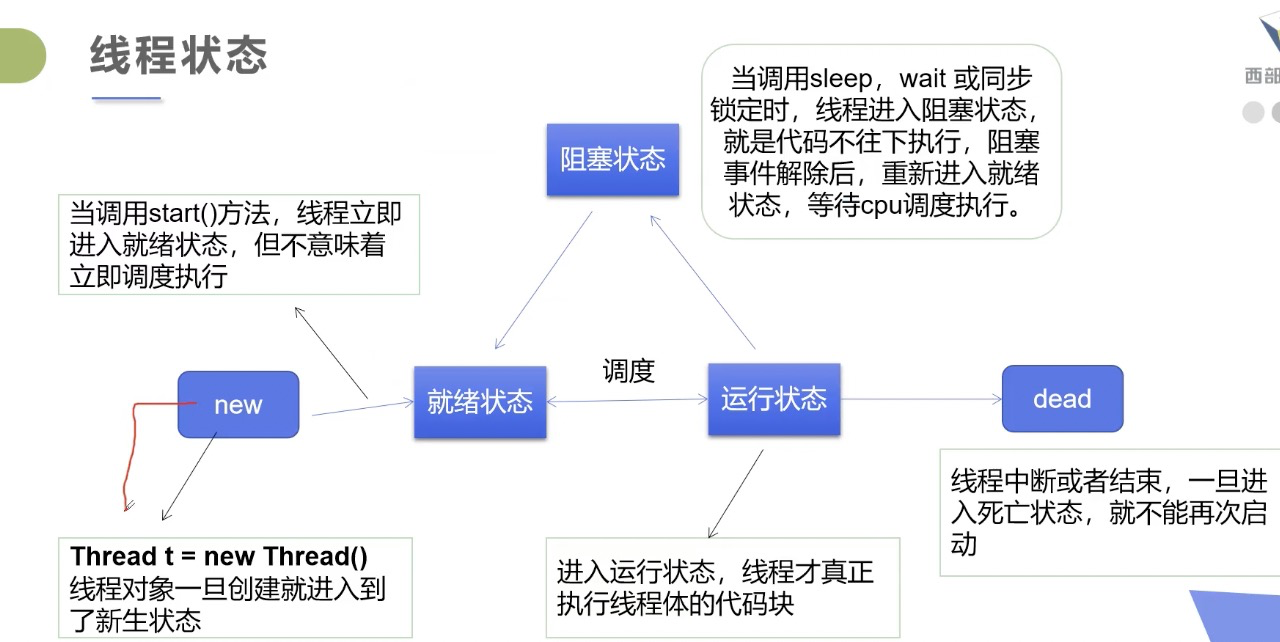 线程状态
西部
当调用sleep，wait 或同步
锁定时，线程进入阻塞状态，
就是代码不往下执行，阻塞
事件解除后，重新进入就绪
状态，等待cpu调度执行。
阻塞状态
当调用start()方法，线程立即
进入就绪状态，但不意味着
立即调度执行
new
就绪状态
调度
运行状态
dead
Thread t = new Thread()
线程对象一旦创建就进入到
了新生状态
进入运行状态，线程才真正
执行线程体的代码块
线程中断或者结束，一旦进
入死亡状态，就不能再次启
动